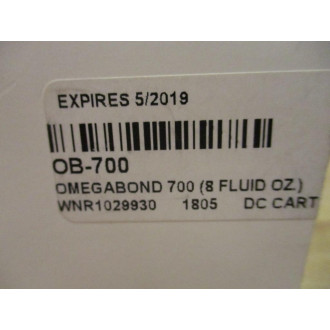 EXPIRES 5/2019
OB-700
OMEGABOND 700 (8 FLUID OZ.)
WNR1029930 1805 DC CART